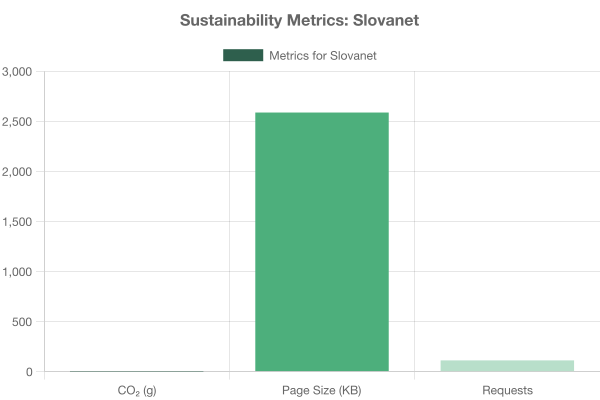 Sustainability Metrics: Slovanet
Metrics for Slovanet
3,000
2,500
2,000
1,500
1,000
500
0
CO₂ (g) Page Size (KB) Requests